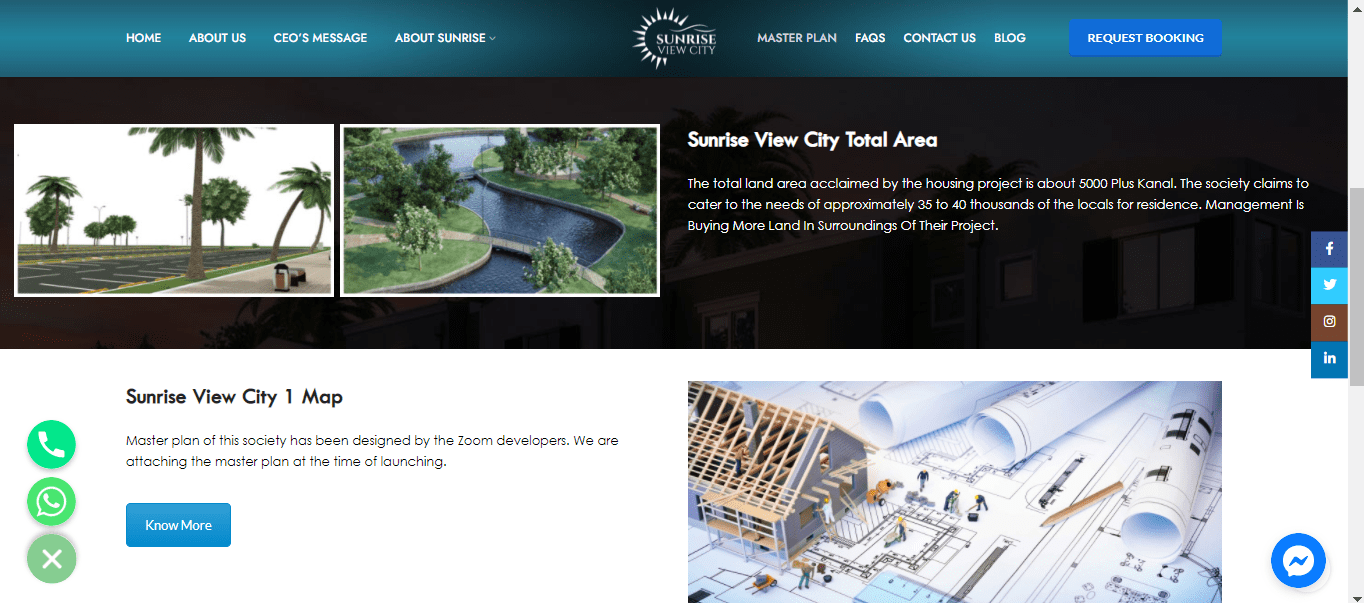 HOME
ABOUT US
CEO'S MESSAGE
ABOUT SUNRISE
SUNRISE
VIEW CITY
MASTER PLAN
FAQS
CONTACT US
BLOG
REQUEST BOOKING
Sunrise View City Total Area
The total land area acclaimed by the housing project is about 5000 Plus Kanal. The society claims to
cater to the needs of approximately 35 to 40 thousands of the locals for residence. Management Is
Buying More Land In Surroundings Of Their Project.
Sunrise View City 1 Map
Master plan of this society has been designed by the Zoom developers. We are
attaching the master plan at the time of launching.
Know More